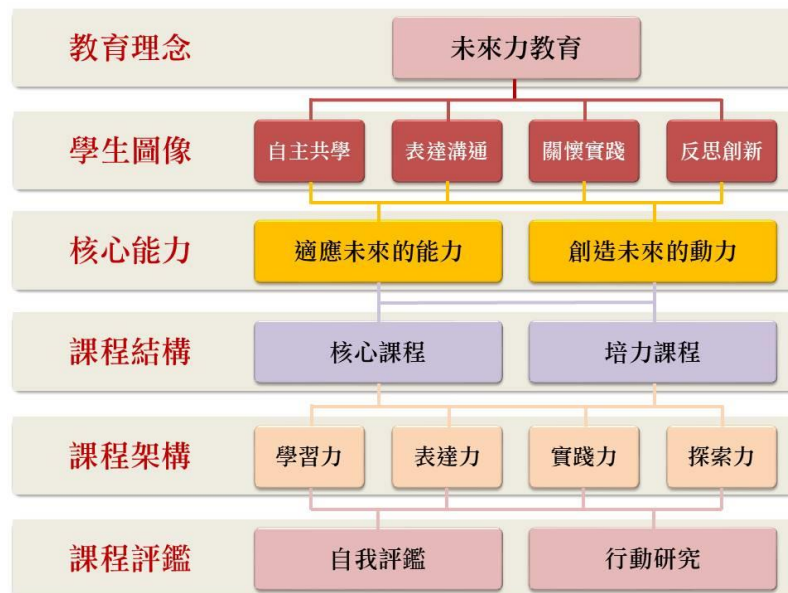 教育理念
未來力教育
學生圖像
自主共學
表達溝通
關懷實踐
反思創新
核心能力
適應未來的能力
創造未來的動力
課程結構
核心課程
培力課程
課程架構
學習力
表達力
實踐力
探索力
課程評鑑
自我評鑑
行動研究